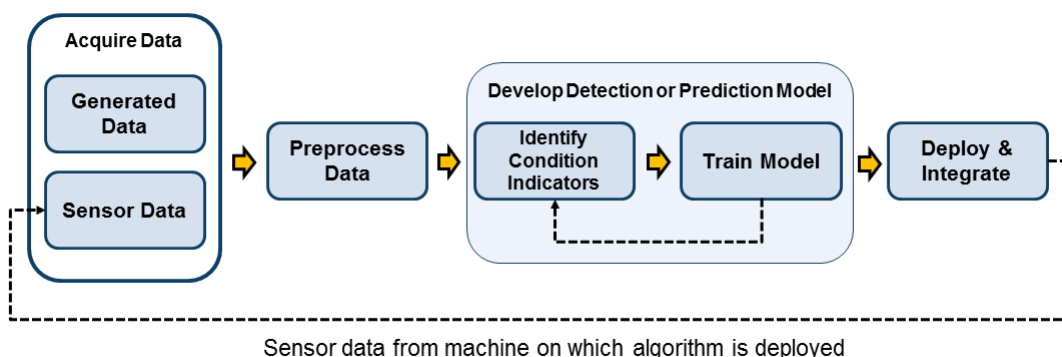 Acquire Data
Generated
Data
Sensor Data
Preprocess
Data
Develop Detection or Prediction Model
Identify
Condition
Indicators
Train Model
Deploy &
Integrate
Sensor data from machine on which algorithm is deployed